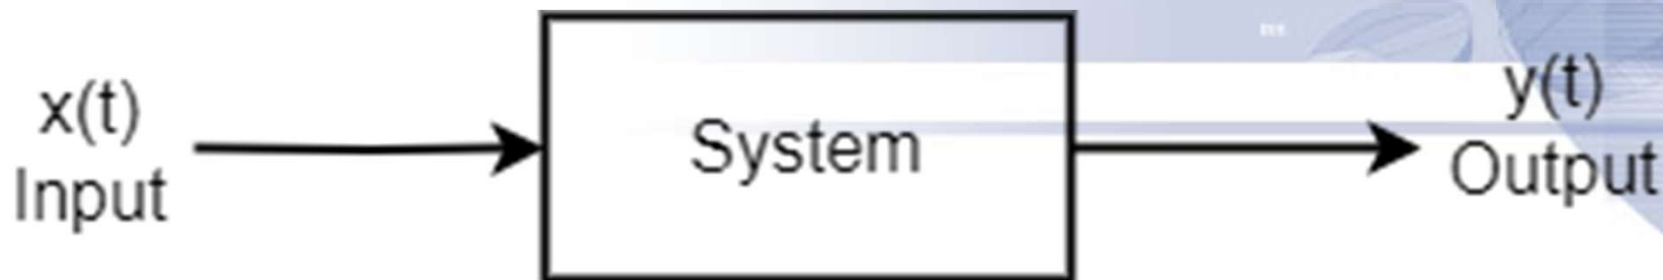 x(t)
Input
System
y(t)
Output